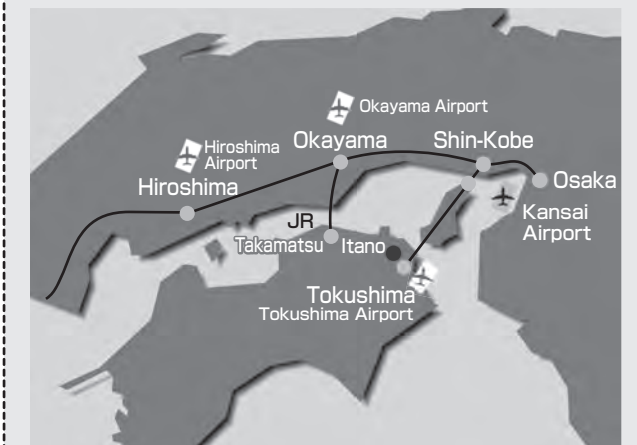 Okayama Airport
Hiroshima
Airport
Okayama
Shin-Kobe
Hiroshima
Osaka
Kansai
Airport
JR
Takamatsu
Itano
Tokushima
Tokushima Airport